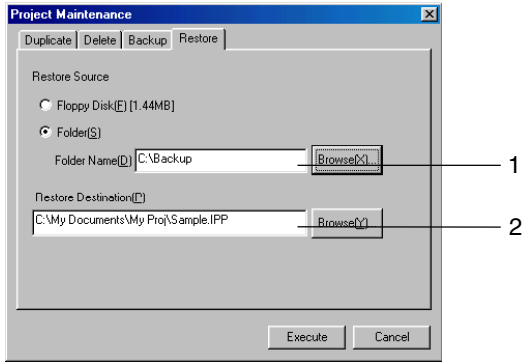 Project Maintenance
Duplicate Delete Backup Restore
Restore Source
Floppy Disk(F) [1.44MB]
Folder(S)
Folder Name(D) C:\Backup Browse(X)... 1
Restore Destination(P)
C:\My Documents\My Proj\Sample.IPP Browse(Y)... 2
Execute Cancel